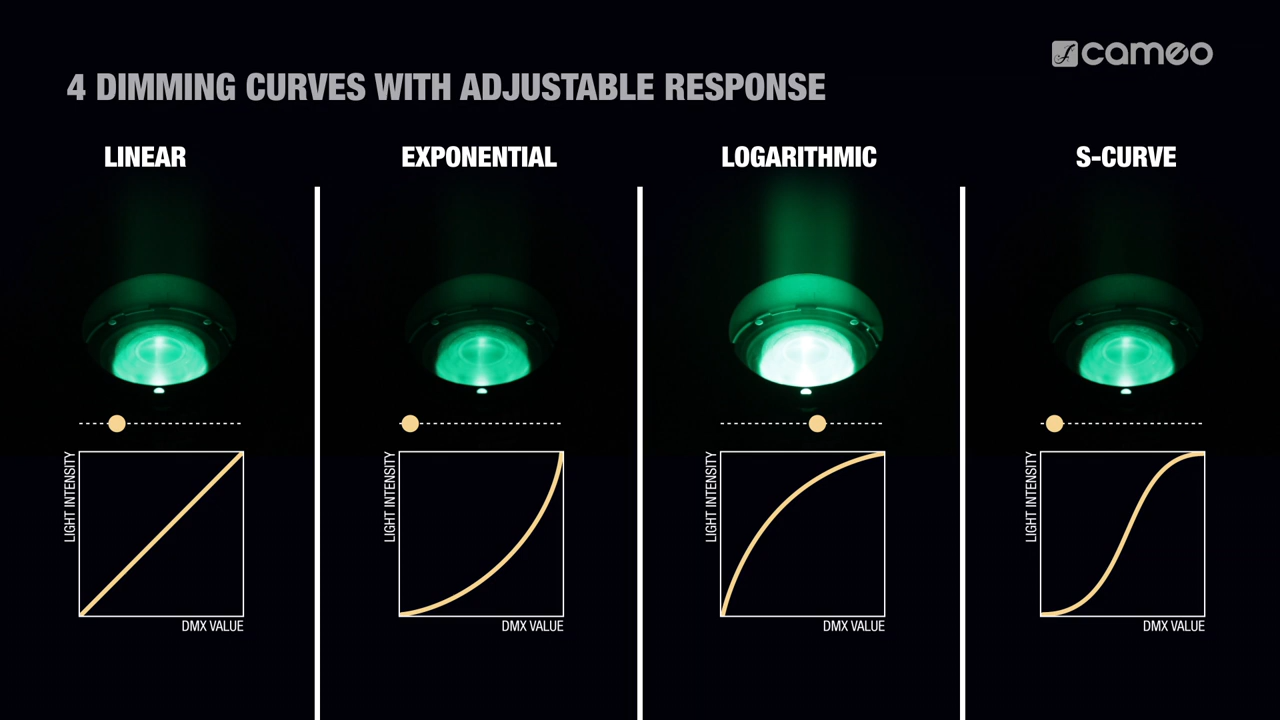 cameo
4 DIMMING CURVES WITH ADJUSTABLE RESPONSE
LINEAR
EXPONENTIAL
LOGARITHMIC
S-CURVE
LIGHT INTENSITY
DMX VALUE
LIGHT INTENSITY
DMX VALUE
LIGHT INTENSITY
DMX VALUE
LIGHT INTENSITY
DMX VALUE